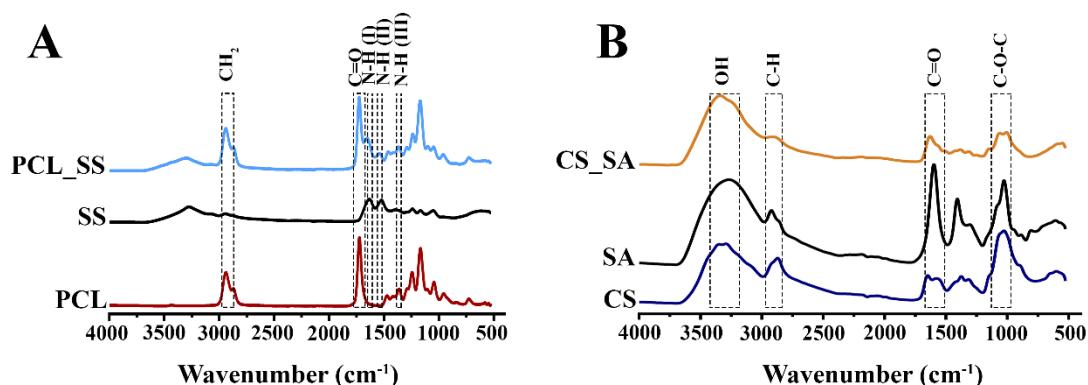 A
CH2
C=O
N-H (I)
N-H (II)
N-H (III)
PCL_SS
SS
PCL
4000 3500 3000 2500 2000 1500 1000 500
Wavenumber (cm-1)
B
OH
C-H
C=O
C-O-C
CS_SA
SA
CS
4000 3500 3000 2500 2000 1500 1000 500
Wavenumber (cm-1)